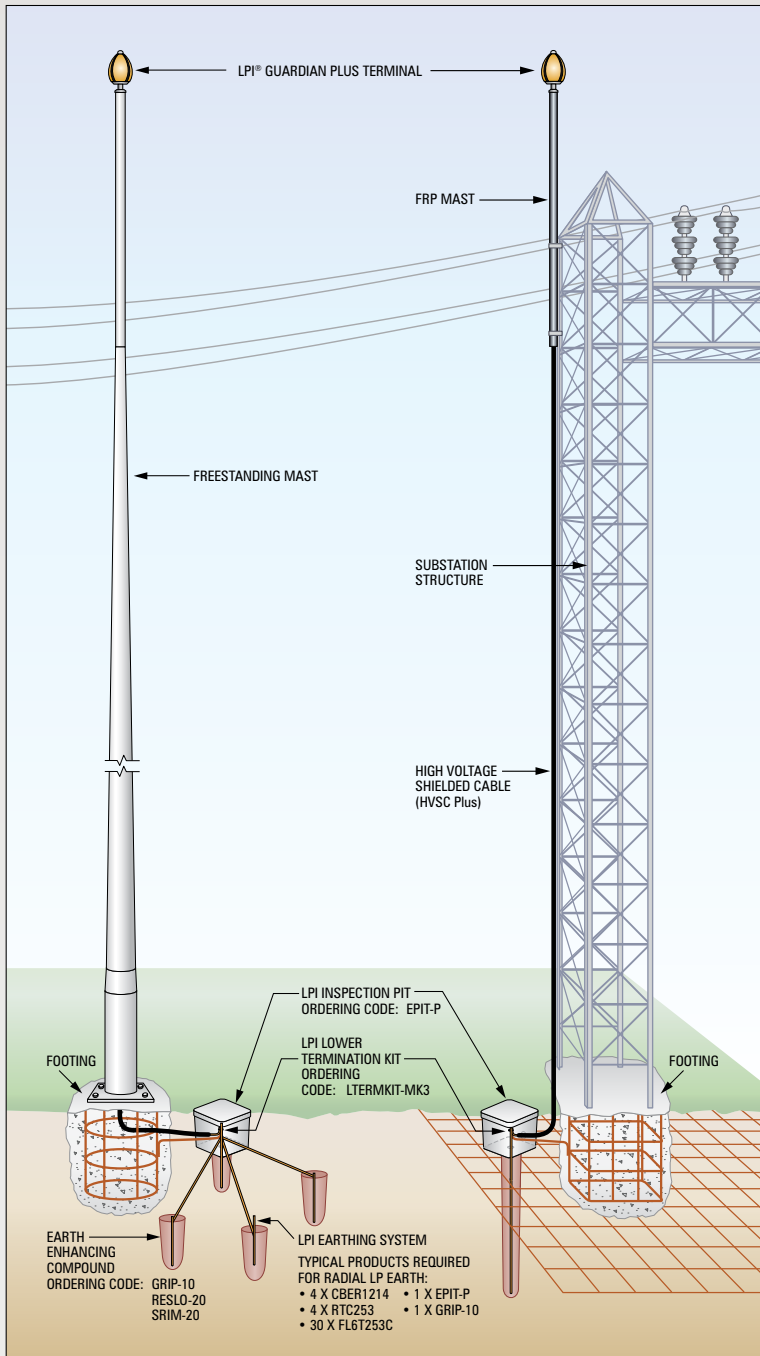 LPI® GUARDIAN PLUS TERMINAL
FRP MAST
FREESTANDING MAST
SUBSTATION
STRUCTURE
HIGH VOLTAGE
SHIELDED CABLE
(HVSC Plus)
LPI INSPECTION PIT
ORDERING CODE: EPIT-P
LPI LOWER
TERMINATION KIT
ORDERING
CODE: LTERMKIT-MK3
FOOTING
FOOTING
EARTH
ENHANCING
COMPOUND
ORDERING CODE: GRIP-10
RESLO-20
SRIM-20
LPI EARTHING SYSTEM
TYPICAL PRODUCTS REQUIRED
FOR RADIAL LP EARTH:
• 4 X CBER1214 • 1 X EPIT-P
• 4 X RTC253 • 1 X GRIP-10
• 30 X FL6T253C